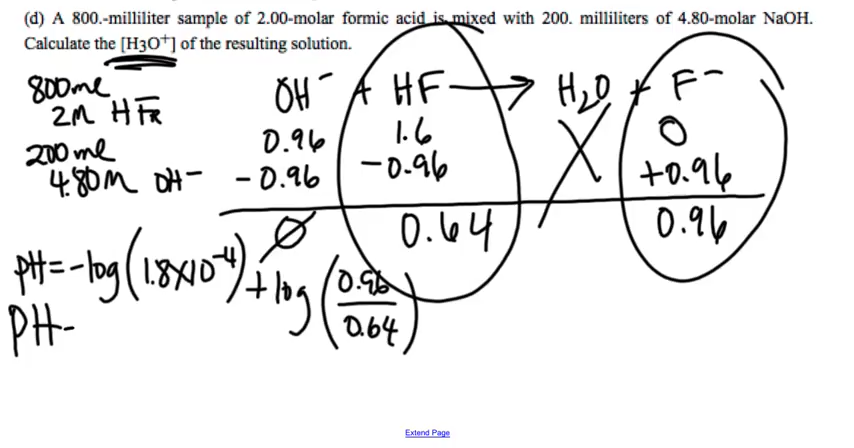 (d) A 800.-milliliter sample of 2.00-molar formic acid is mixed with 200. milliliters of 4.80-molar NaOH.
Calculate the [H3O+] of the resulting solution.
800ml
2M HFR
200ml
4.80M OH-
OH- + HF → H2O + F-
0.96 1.6 0
-0.96 -0.96 +0.96
0 0.64 0.96
pH=-log(1.8x10-4)+log(0.96/0.64)
pH-
Extend Page